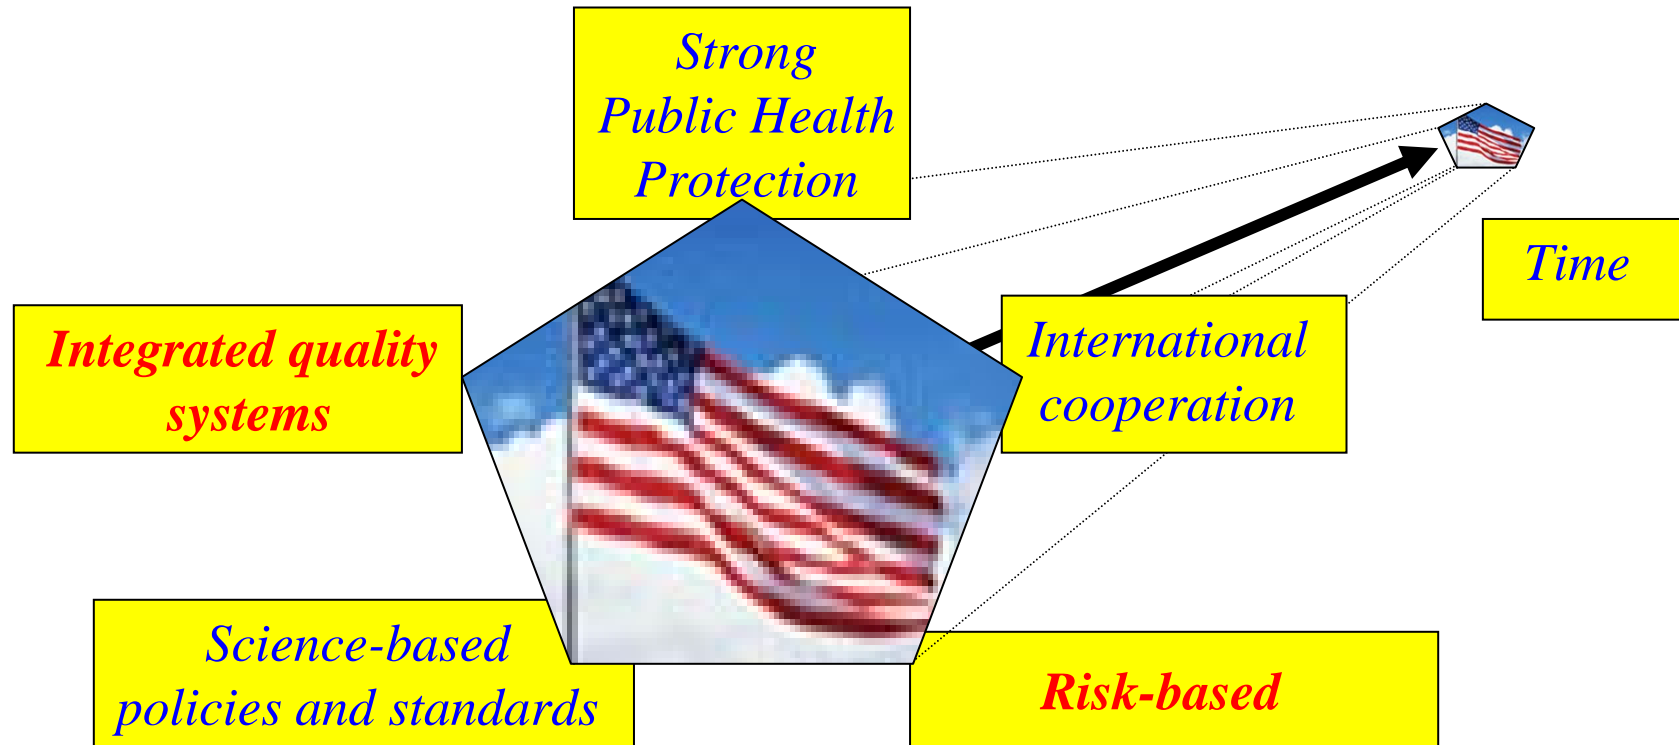 Strong
Public Health
Protection
Time
Integrated quality
systems
International
cooperation
Science-based
policies and standards
Risk-based